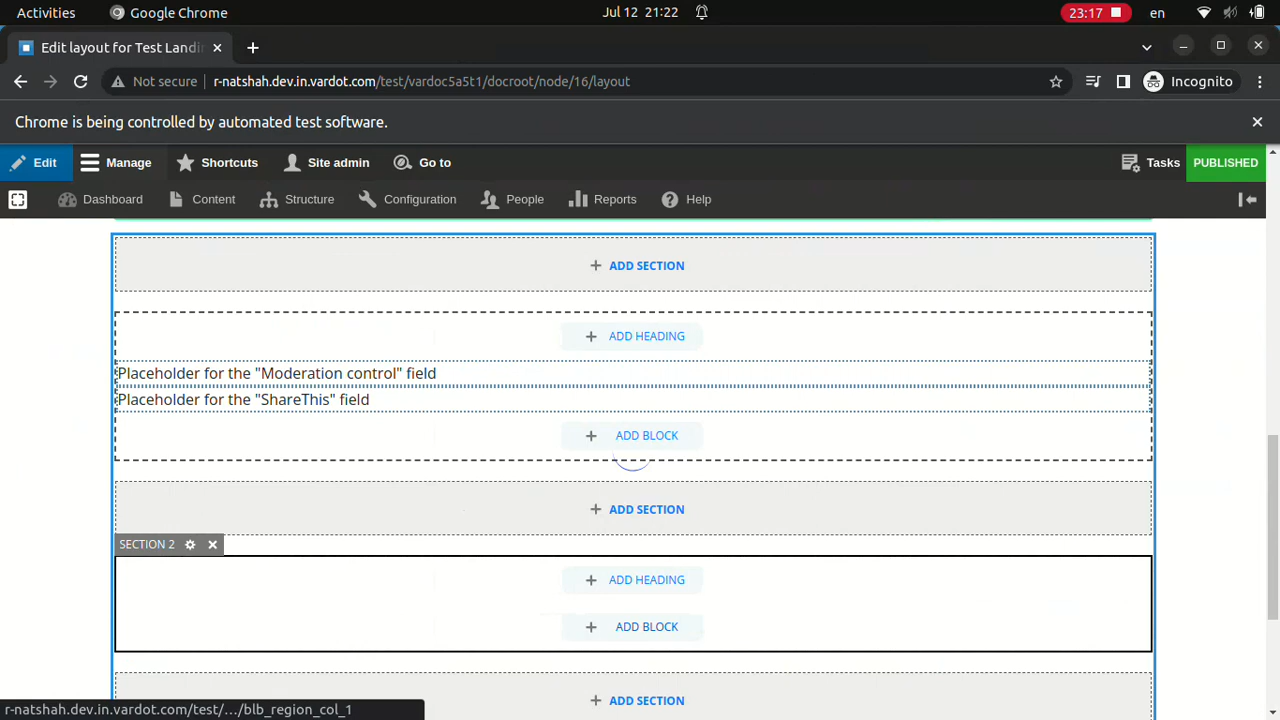 Activities Google Chrome Jul 12 21:22 23:17 en
Edit layout for Test Landin
Not secure r-natshah.dev.in.vardot.com/test/vardoc5a5t1/docroot/node/16/layout Incognito
Chrome is being controlled by automated test software.
Edit Manage Shortcuts Site admin Go to Tasks PUBLISHED
Dashboard Content Structure Configuration People Reports Help
ADD SECTION
ADD HEADING
Placeholder for the "Moderation control" field
Placeholder for the "ShareThis" field
ADD BLOCK
ADD SECTION
SECTION 2
ADD HEADING
ADD BLOCK
ADD SECTION
r-natshah.dev.in.vardot.com/test/.../blb_region_col_1